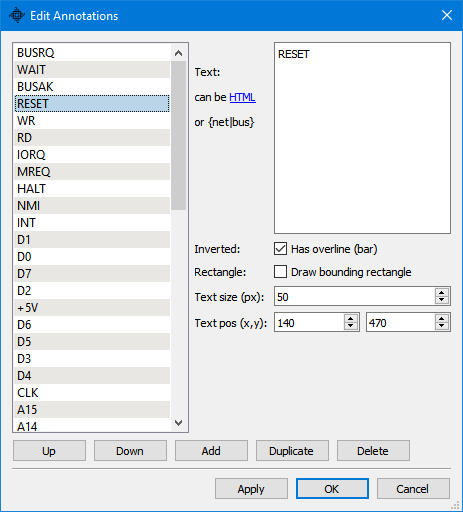 Edit Annotations
BUSRQ
WAIT
BUSAK
RESET
WR
RD
IORQ
MREQ
HALT
NMI
INT
D1
D0
D7
D2
+5V
D6
D5
D3
D4
CLK
A15
A14
Text:
can be HTML
or {net|bus}
RESET
Inverted: Has overline (bar)
Rectangle: Draw bounding rectangle
Text size (px): 50
Text pos (x,y): 140 470
Up Down Add Duplicate Delete
Apply OK Cancel